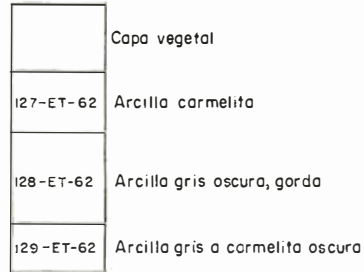 Capa vegetal
127-ET-62 Arcilla carmelita
128-ET-62 Arcilla gris oscura, gorda
129-ET-62 Arcilla gris a carmelita oscura